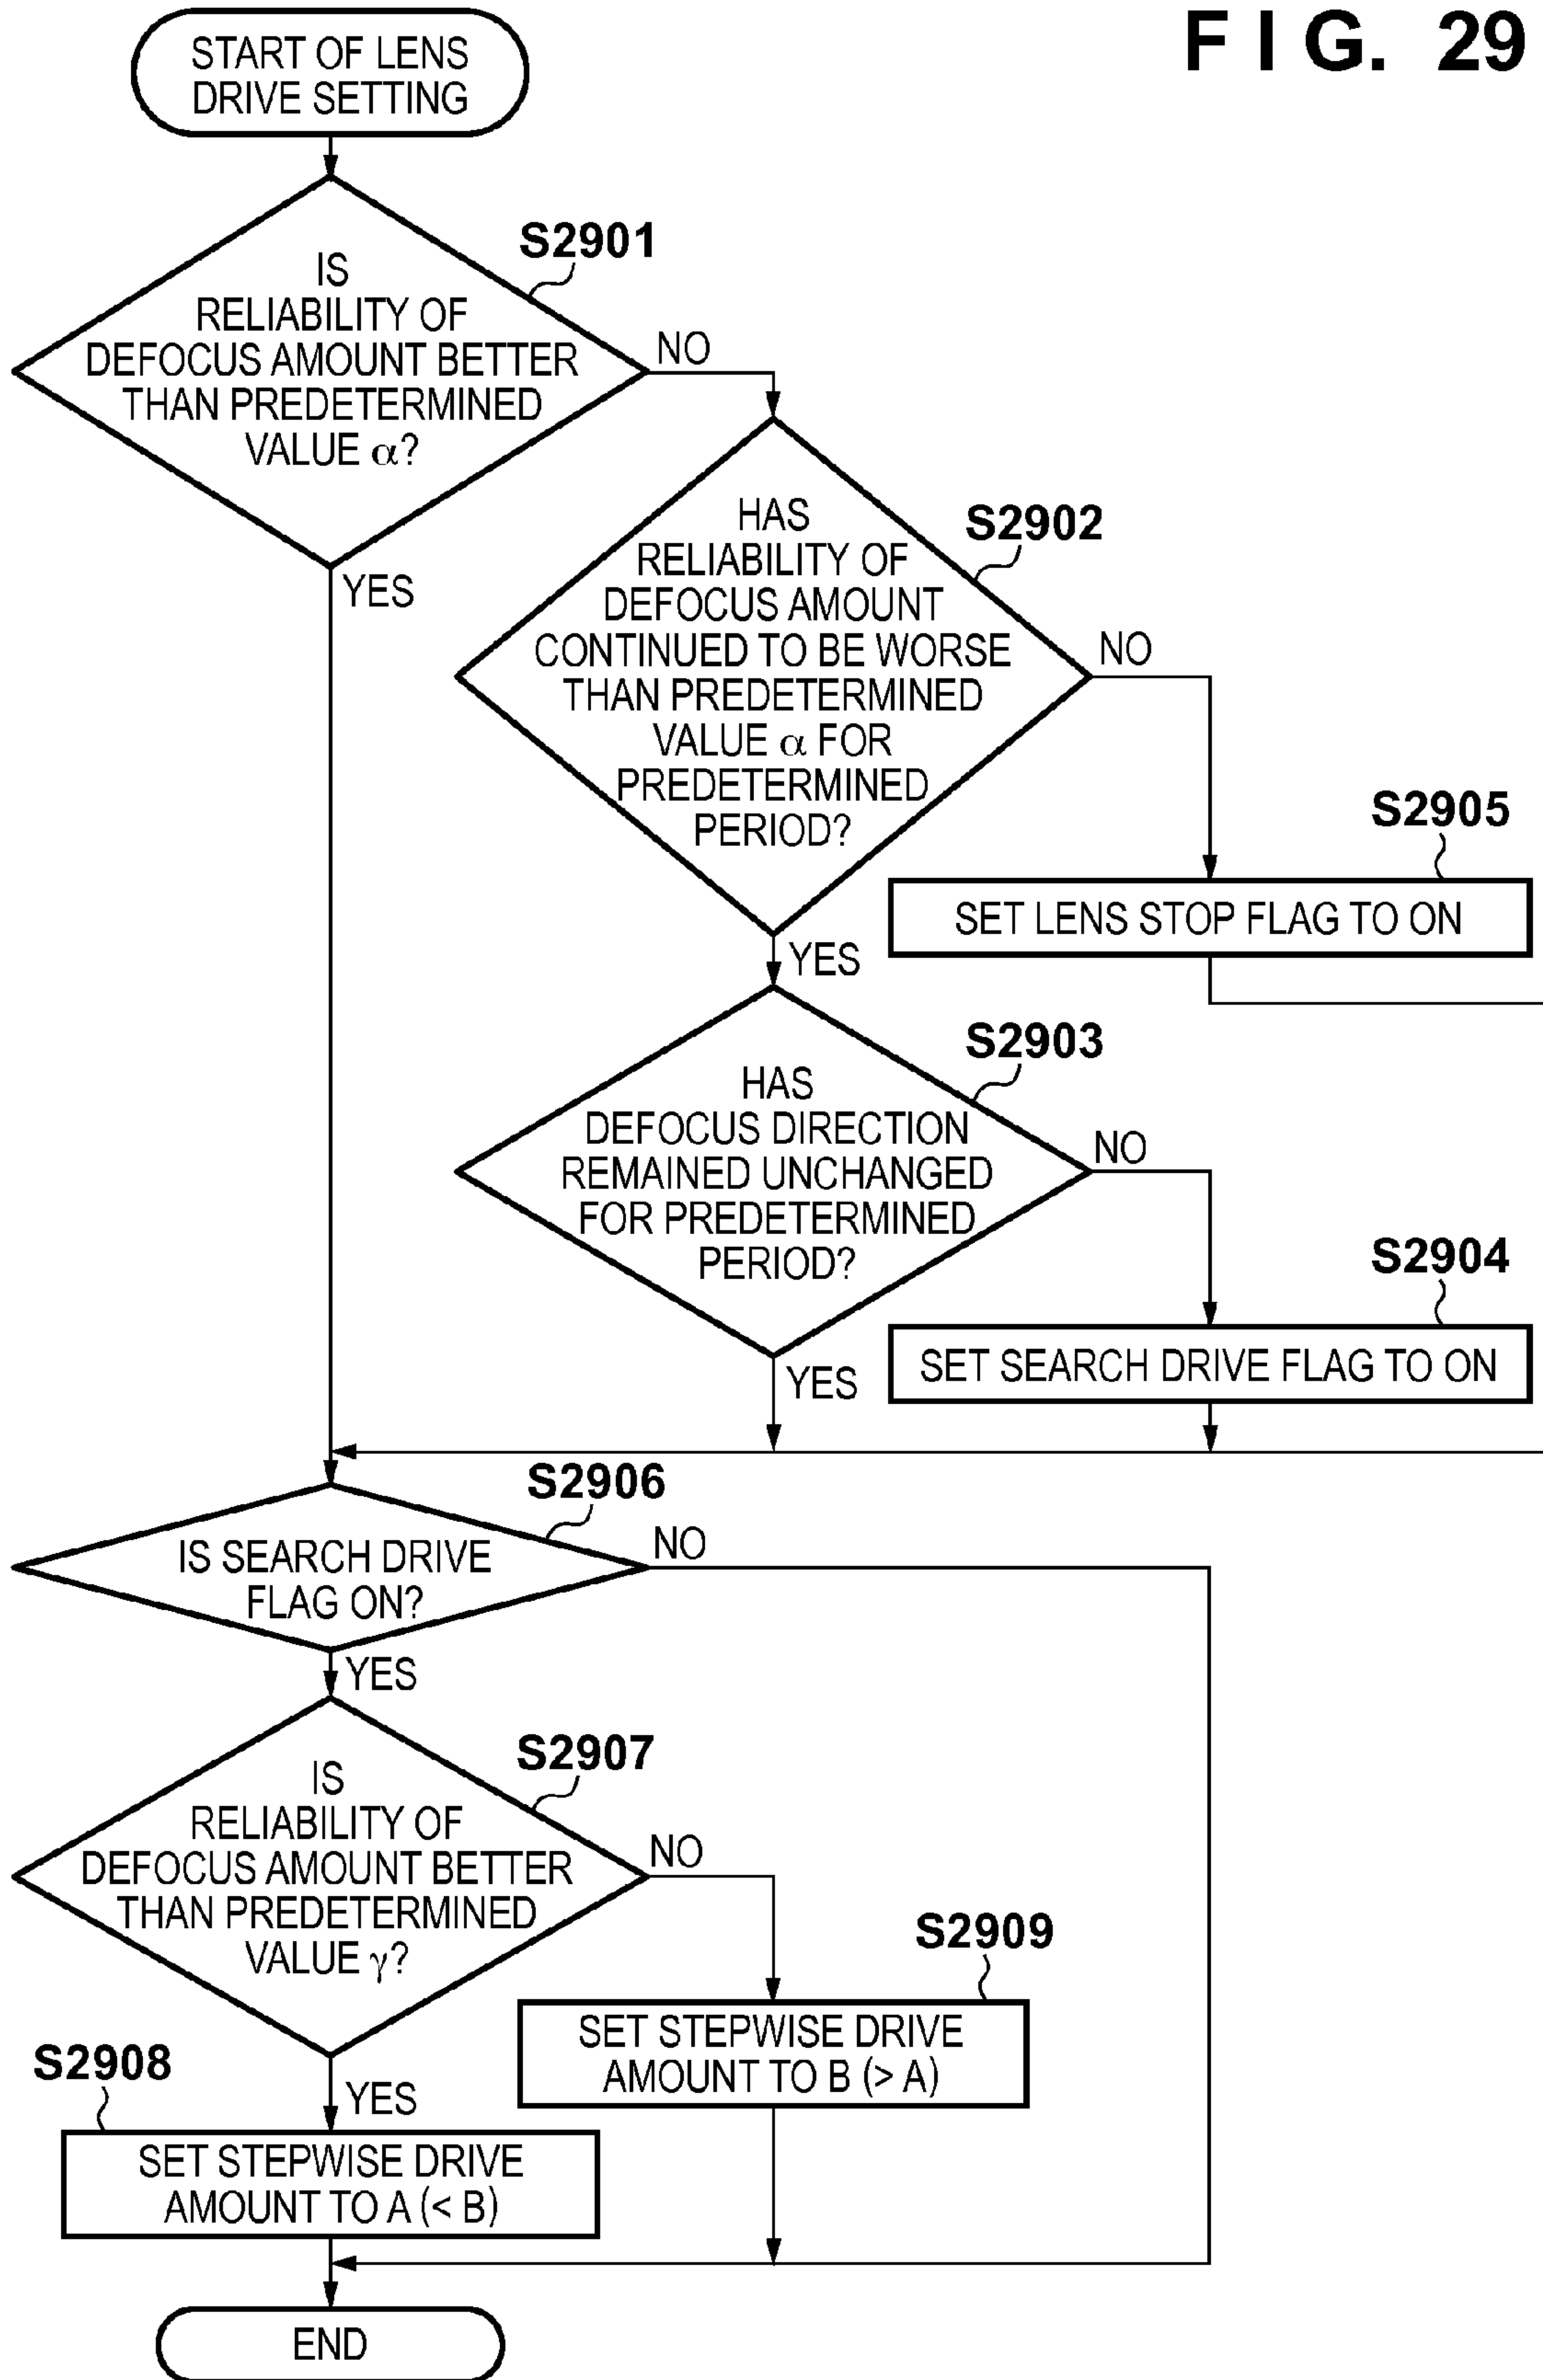 F I G. 29
START OF LENS
DRIVE SETTING
S2901
IS
RELIABILITY OF
DEFOCUS AMOUNT BETTER
THAN PREDETERMINED
VALUE α?
NO
YES
S2902
HAS
RELIABILITY OF
DEFOCUS AMOUNT
CONTINUED TO BE WORSE
THAN PREDETERMINED
VALUE α FOR
PREDETERMINED
PERIOD?
NO
YES
S2905
SET LENS STOP FLAG TO ON
S2903
HAS
DEFOCUS DIRECTION
REMAINED UNCHANGED
FOR PREDETERMINED
PERIOD?
NO
YES
S2904
SET SEARCH DRIVE FLAG TO ON
S2906
IS SEARCH DRIVE
FLAG ON?
NO
YES
S2907
IS
RELIABILITY OF
DEFOCUS AMOUNT BETTER
THAN PREDETERMINED
VALUE γ?
NO
YES
S2909
SET STEPWISE DRIVE
AMOUNT TO B (> A)
S2908
SET STEPWISE DRIVE
AMOUNT TO A (< B)
END